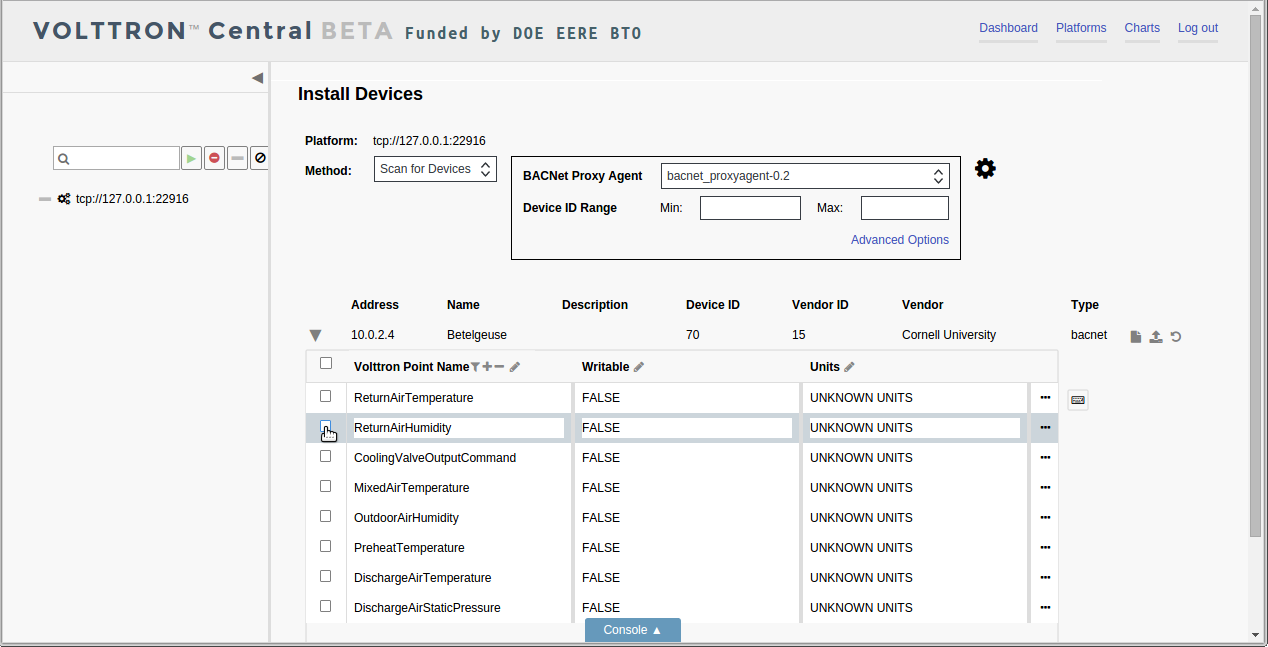 VOLTTRON™ Central BETA Funded by DOE EERE BTO
Dashboard Platforms Charts Log out
Install Devices
Platform: tcp://127.0.0.1:22916
Method: Scan for Devices
BACNet Proxy Agent bacnet_proxyagent-0.2
Device ID Range Min: Max:
Advanced Options
tcp://127.0.0.1:22916
Address Name Description Device ID Vendor ID Vendor Type
10.0.2.4 Betelgeuse 70 15 Cornell University bacnet
Volttron Point Name Writable Units
ReturnAirTemperature FALSE UNKNOWN UNITS
ReturnAirHumidity FALSE UNKNOWN UNITS
CoolingValveOutputCommand FALSE UNKNOWN UNITS
MixedAirTemperature FALSE UNKNOWN UNITS
OutdoorAirHumidity FALSE UNKNOWN UNITS
PreheatTemperature FALSE UNKNOWN UNITS
DischargeAirTemperature FALSE UNKNOWN UNITS
DischargeAirStaticPressure FALSE UNKNOWN UNITS
Console ▲